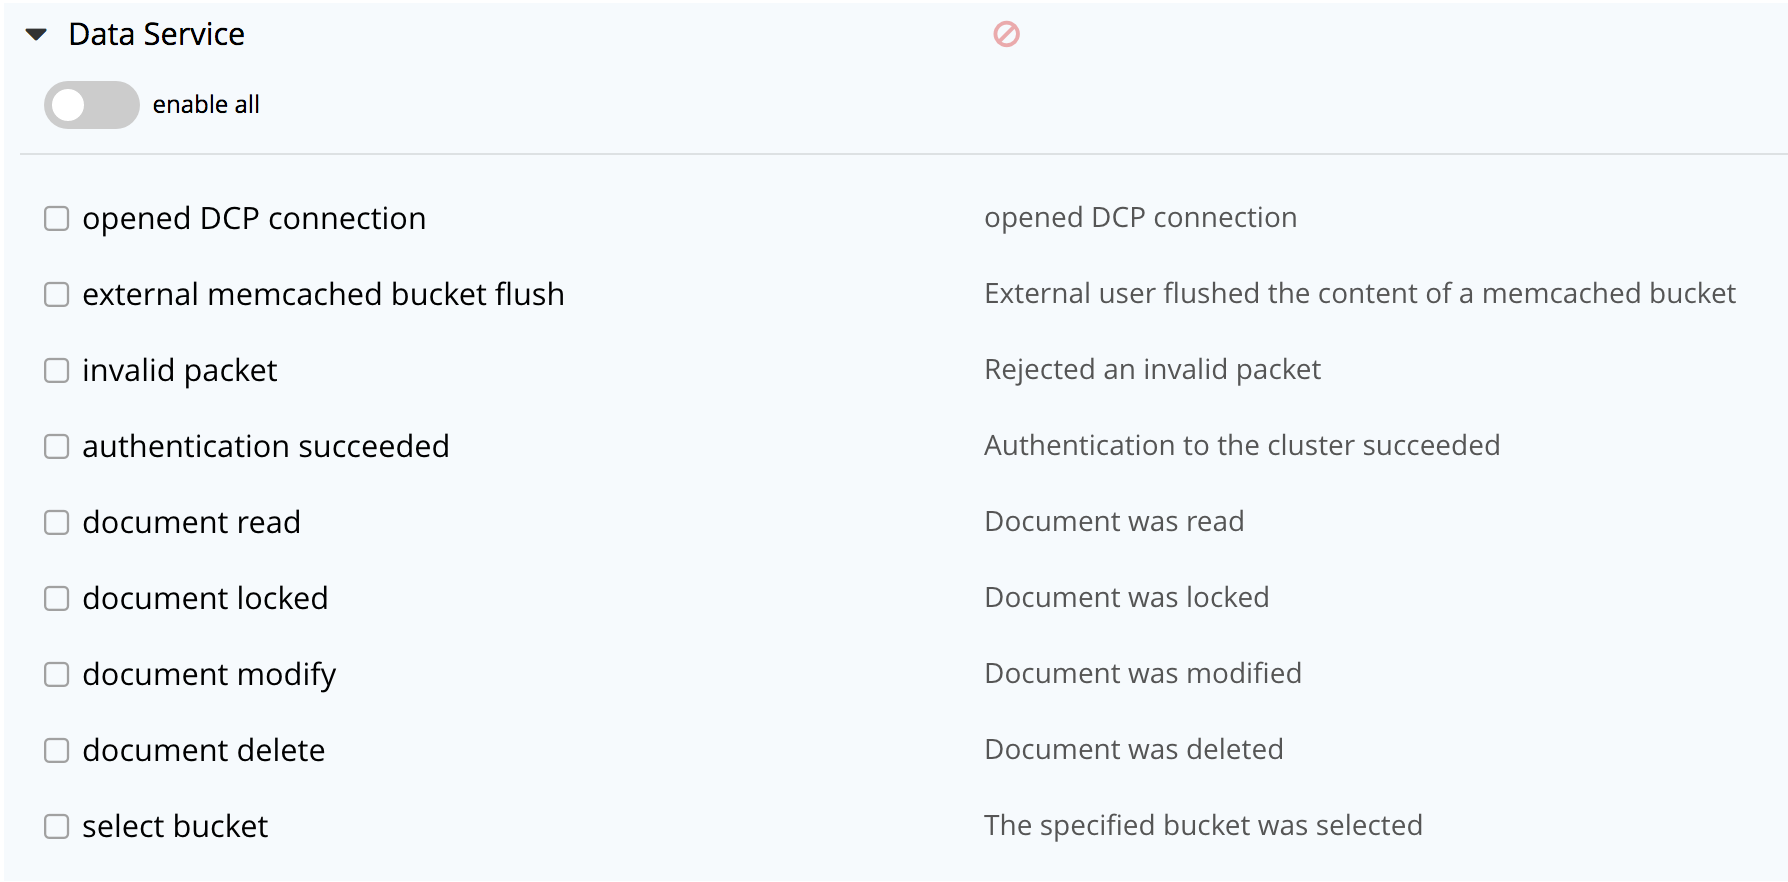 Data Service
enable all
opened DCP connection opened DCP connection
external memcached bucket flush External user flushed the content of a memcached bucket
invalid packet Rejected an invalid packet
authentication succeeded Authentication to the cluster succeeded
document read Document was read
document locked Document was locked
document modify Document was modified
document delete Document was deleted
select bucket The specified bucket was selected